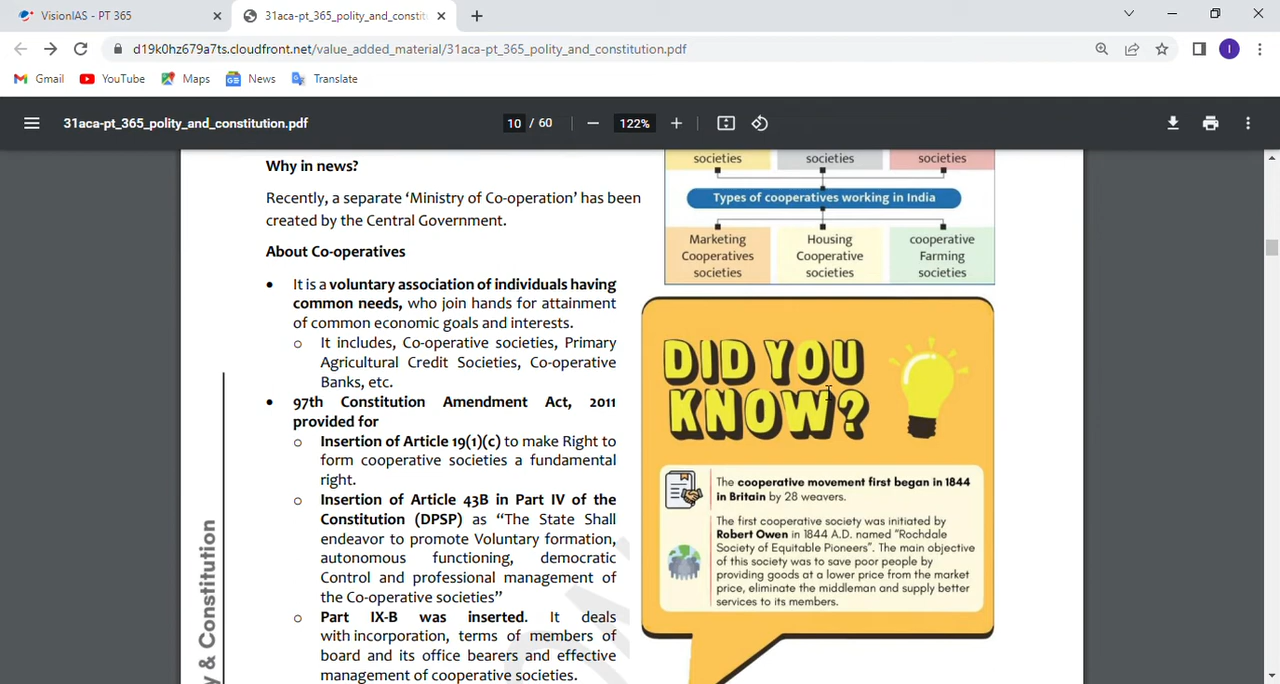 VisionIAS - PT 365
31aca-pt_365_polity_and_constitu
d19k0hz679a7ts.cloudfront.net/value_added_material/31aca-pt_365_polity_and_constitution.pdf
I
Gmail
YouTube
Maps
News
Translate
31aca-pt_365_polity_and_constitution.pdf
10 / 60
122%
Why in news?
Recently, a separate ‘Ministry of Co-operation’ has been
created by the Central Government.
About Co-operatives
• It is a voluntary association of individuals having
common needs, who join hands for attainment
of common economic goals and interests.
o It includes, Co-operative societies, Primary
Agricultural Credit Societies, Co-operative
Banks, etc.
• 97th Constitution Amendment Act, 2011
provided for
o Insertion of Article 19(1)(c) to make Right to
form cooperative societies a fundamental
right.
o Insertion of Article 43B in Part IV of the
Constitution (DPSP) as “The State Shall
endeavor to promote Voluntary formation,
autonomous functioning, democratic
Control and professional management of
the Co-operative societies”
o Part IX-B was inserted. It deals
with incorporation, terms of members of
board and its office bearers and effective
management of cooperative societies.
societies
societies
societies
Types of cooperatives working in India
Marketing
Cooperatives
societies
Housing
Cooperative
societies
cooperative
Farming
societies
DID YOU
KNOW?
The cooperative movement first began in 1844
in Britain by 28 weavers.
The first cooperative society was initiated by
Robert Owen in 1844 A.D. named “Rochdale
Society of Equitable Pioneers”. The main objective
of this society was to save poor people by
providing goods at a lower price from the market
price, eliminate the middleman and supply better
services to its members.
y & Constitution